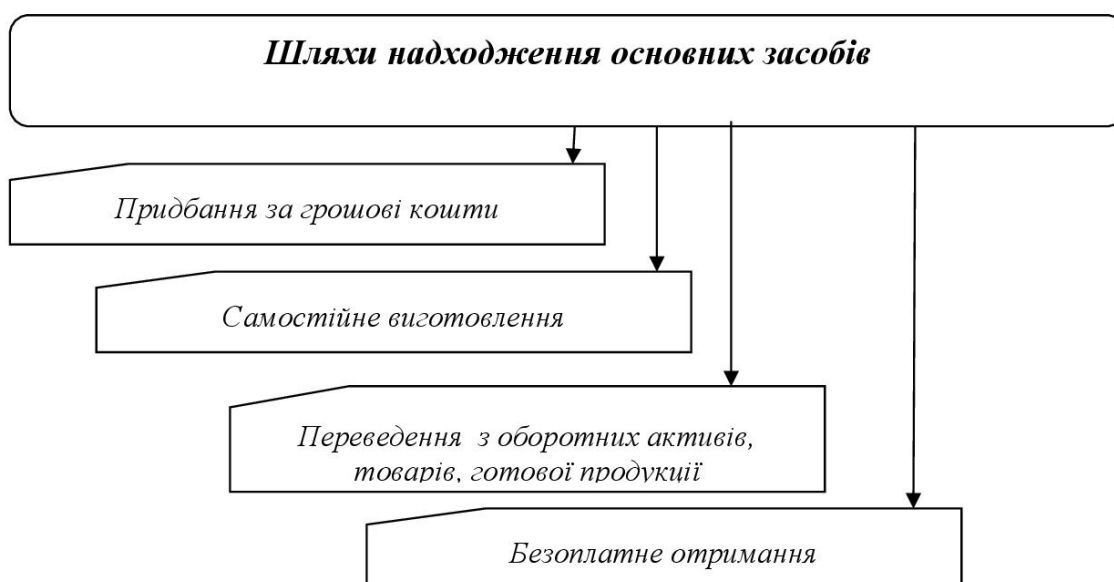 Шляхи надходження основних засобів
Придбання за грошові кошти
Самостійне виготовлення
Переведення з оборотних активів,
товарів, готової продукції
Безоплатне отримання